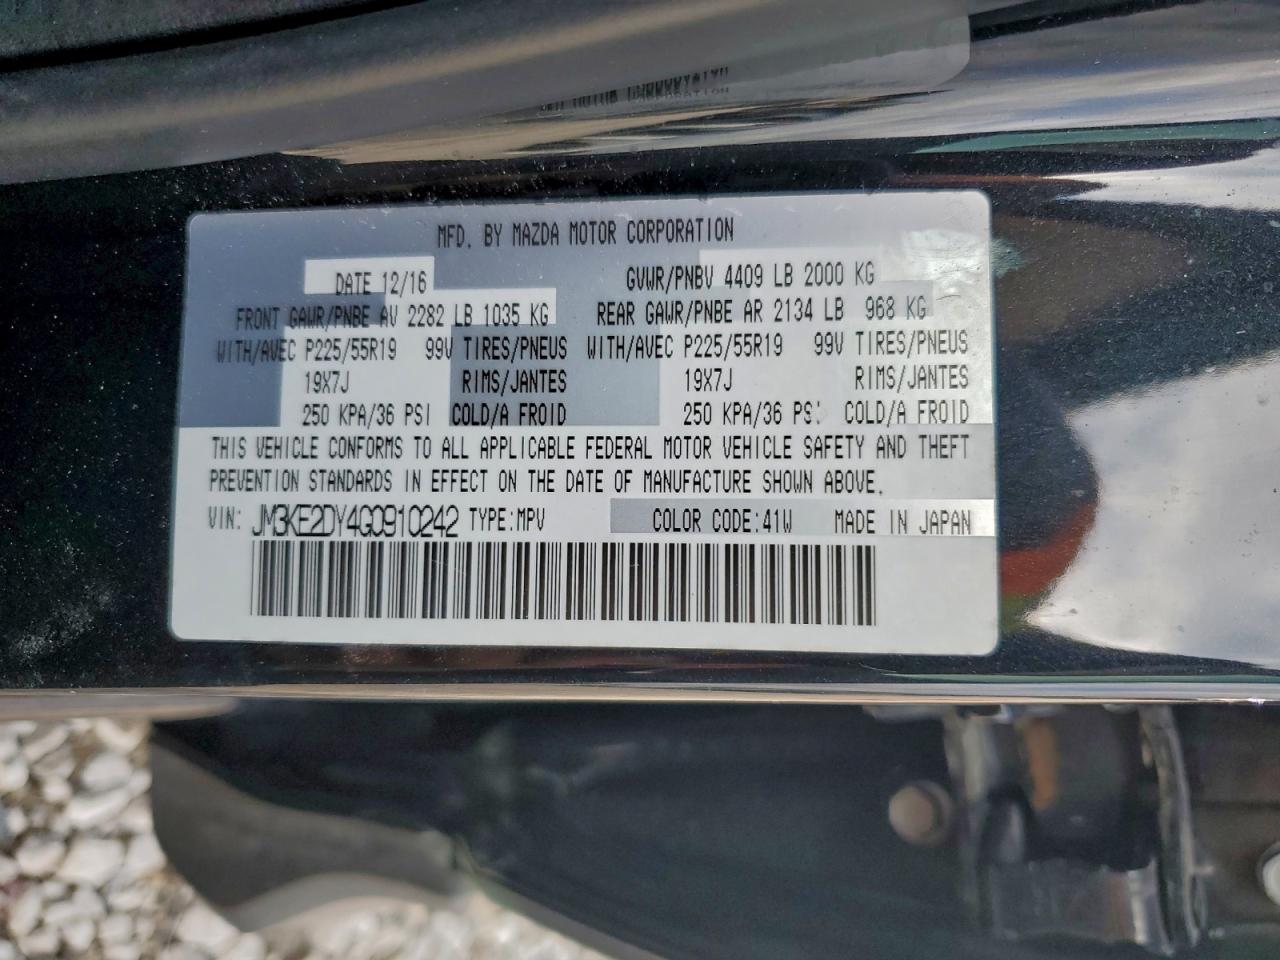 MFD. BY MAZDA MOTOR CORPORATION
DATE 12/16 GVWR/PNBV 4409 LB 2000 KG
FRONT GAWR/PNBE AV 2282 LB 1035 KG REAR GAWR/PNBE AR 2134 LB 968 KG
WITH/AVEC P225/55R19 99V TIRES/PNEUS WITH/AVEC P225/55R19 99V TIRES/PNEUS
19X7J RIMS/JANTES 19X7J RIMS/JANTES
250 KPA/36 PSI COLD/A FROID 250 KPA/36 PSI COLD/A FROID
THIS VEHICLE CONFORMS TO ALL APPLICABLE FEDERAL MOTOR VEHICLE SAFETY AND THEFT
PREVENTION STANDARDS IN EFFECT ON THE DATE OF MANUFACTURE SHOWN ABOVE.
VIN: JM3KE2DY4G0910242 TYPE:MPV COLOR CODE:41W MADE IN JAPAN